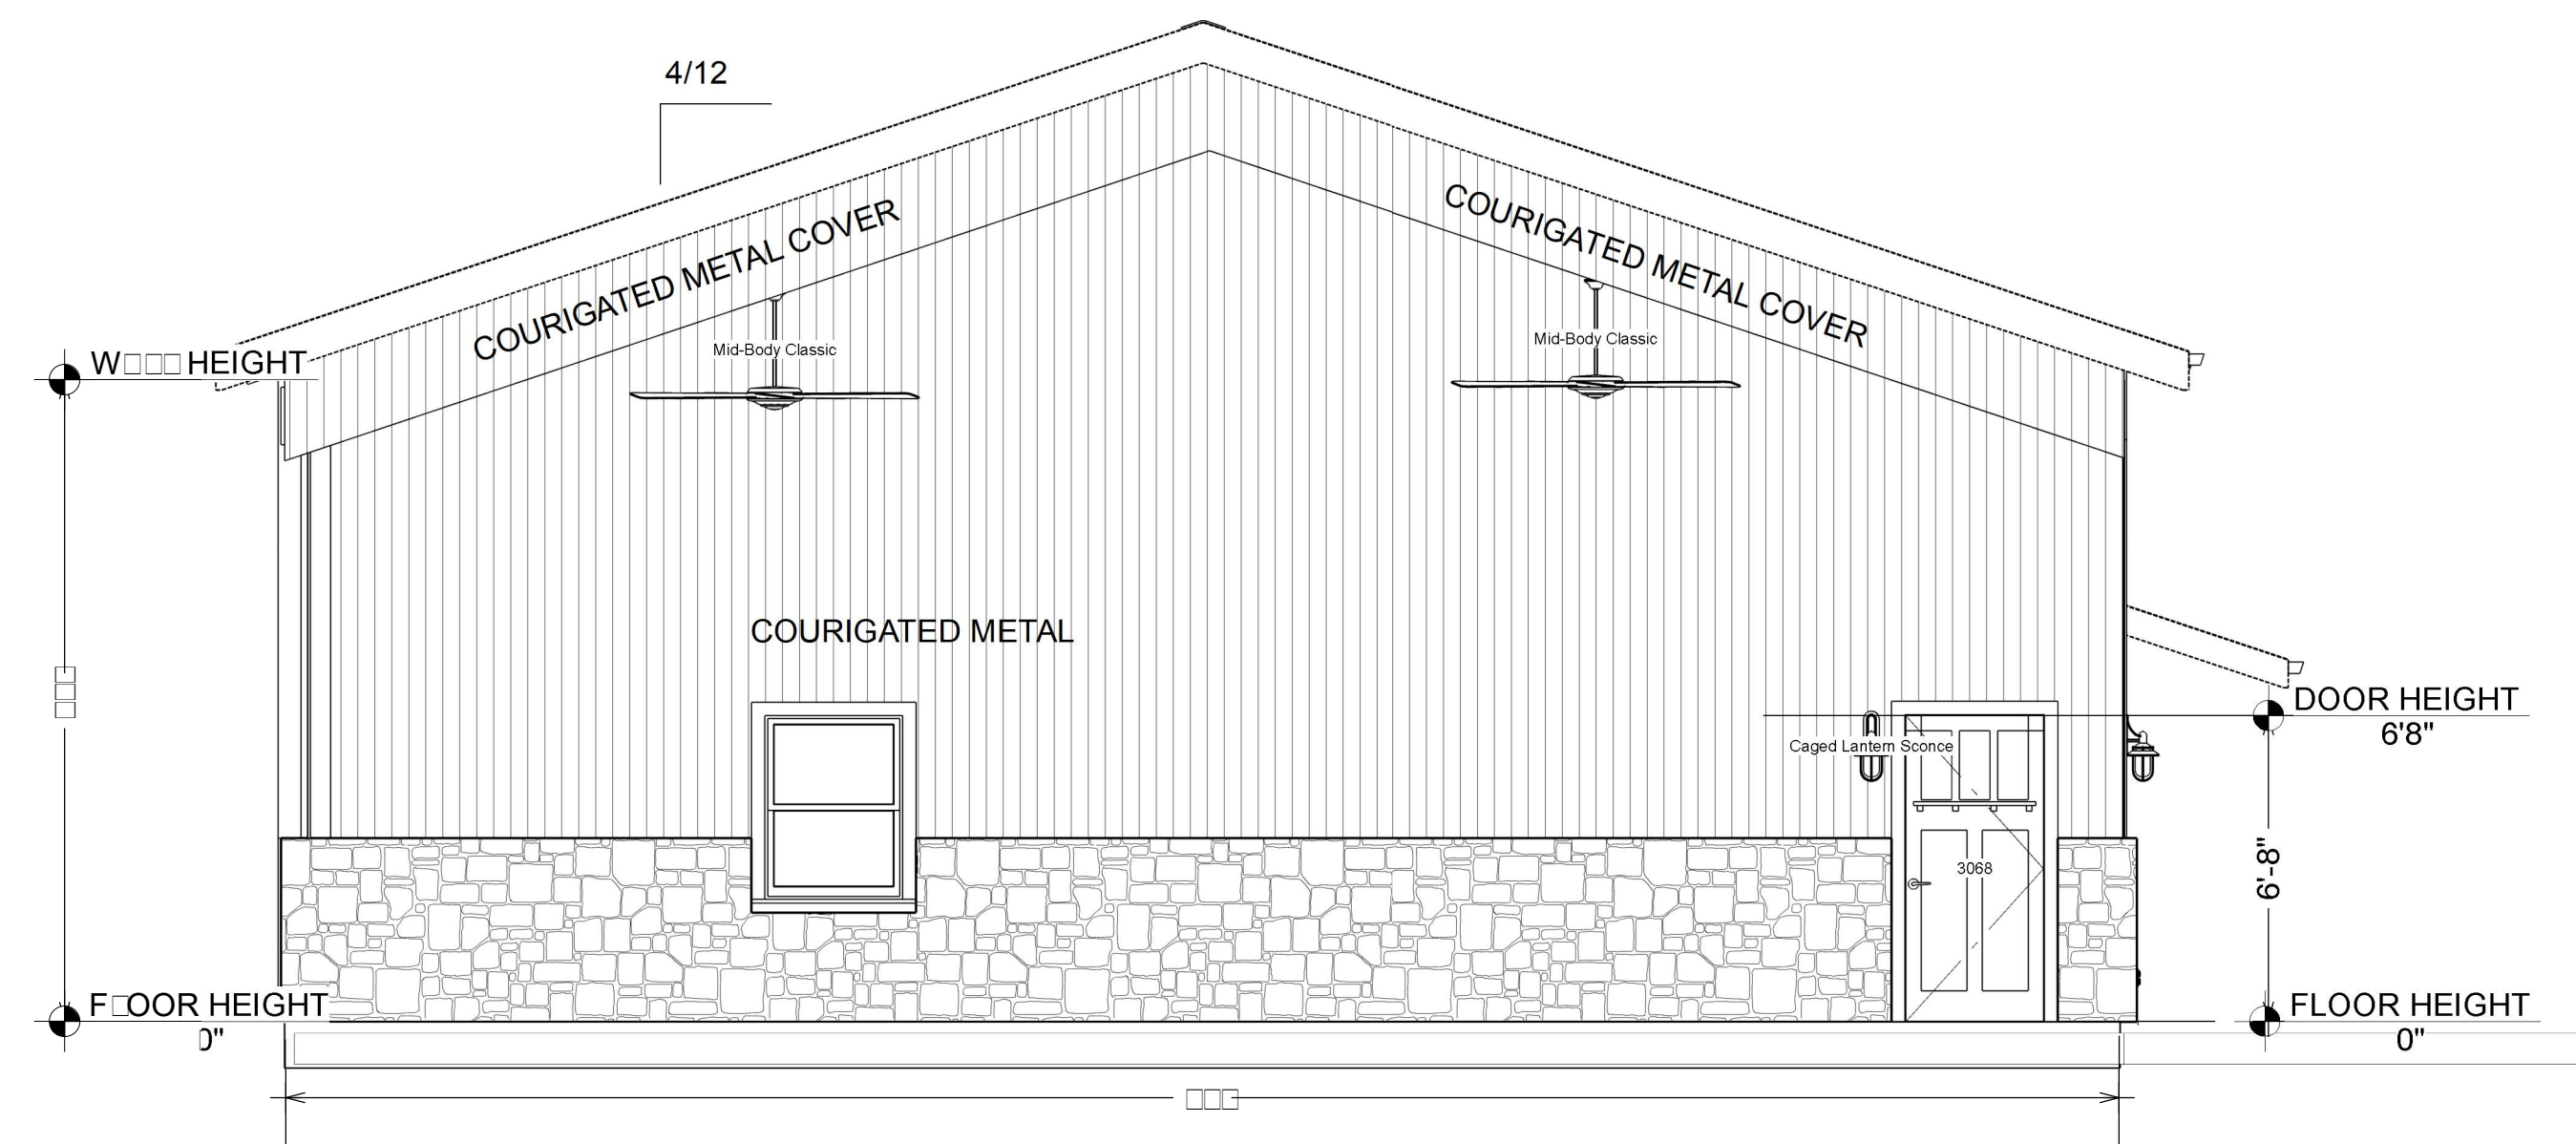 4/12
COURIGATED METAL COVER
COURIGATED METAL COVER
HEIGHT
Mid-Body Classic
Mid-Body Classic
COURIGATED METAL
DOOR HEIGHT
6'8"
Caged Lantern Sconce
3068
6'-8"
HEIGHT
FLOOR HEIGHT
0"